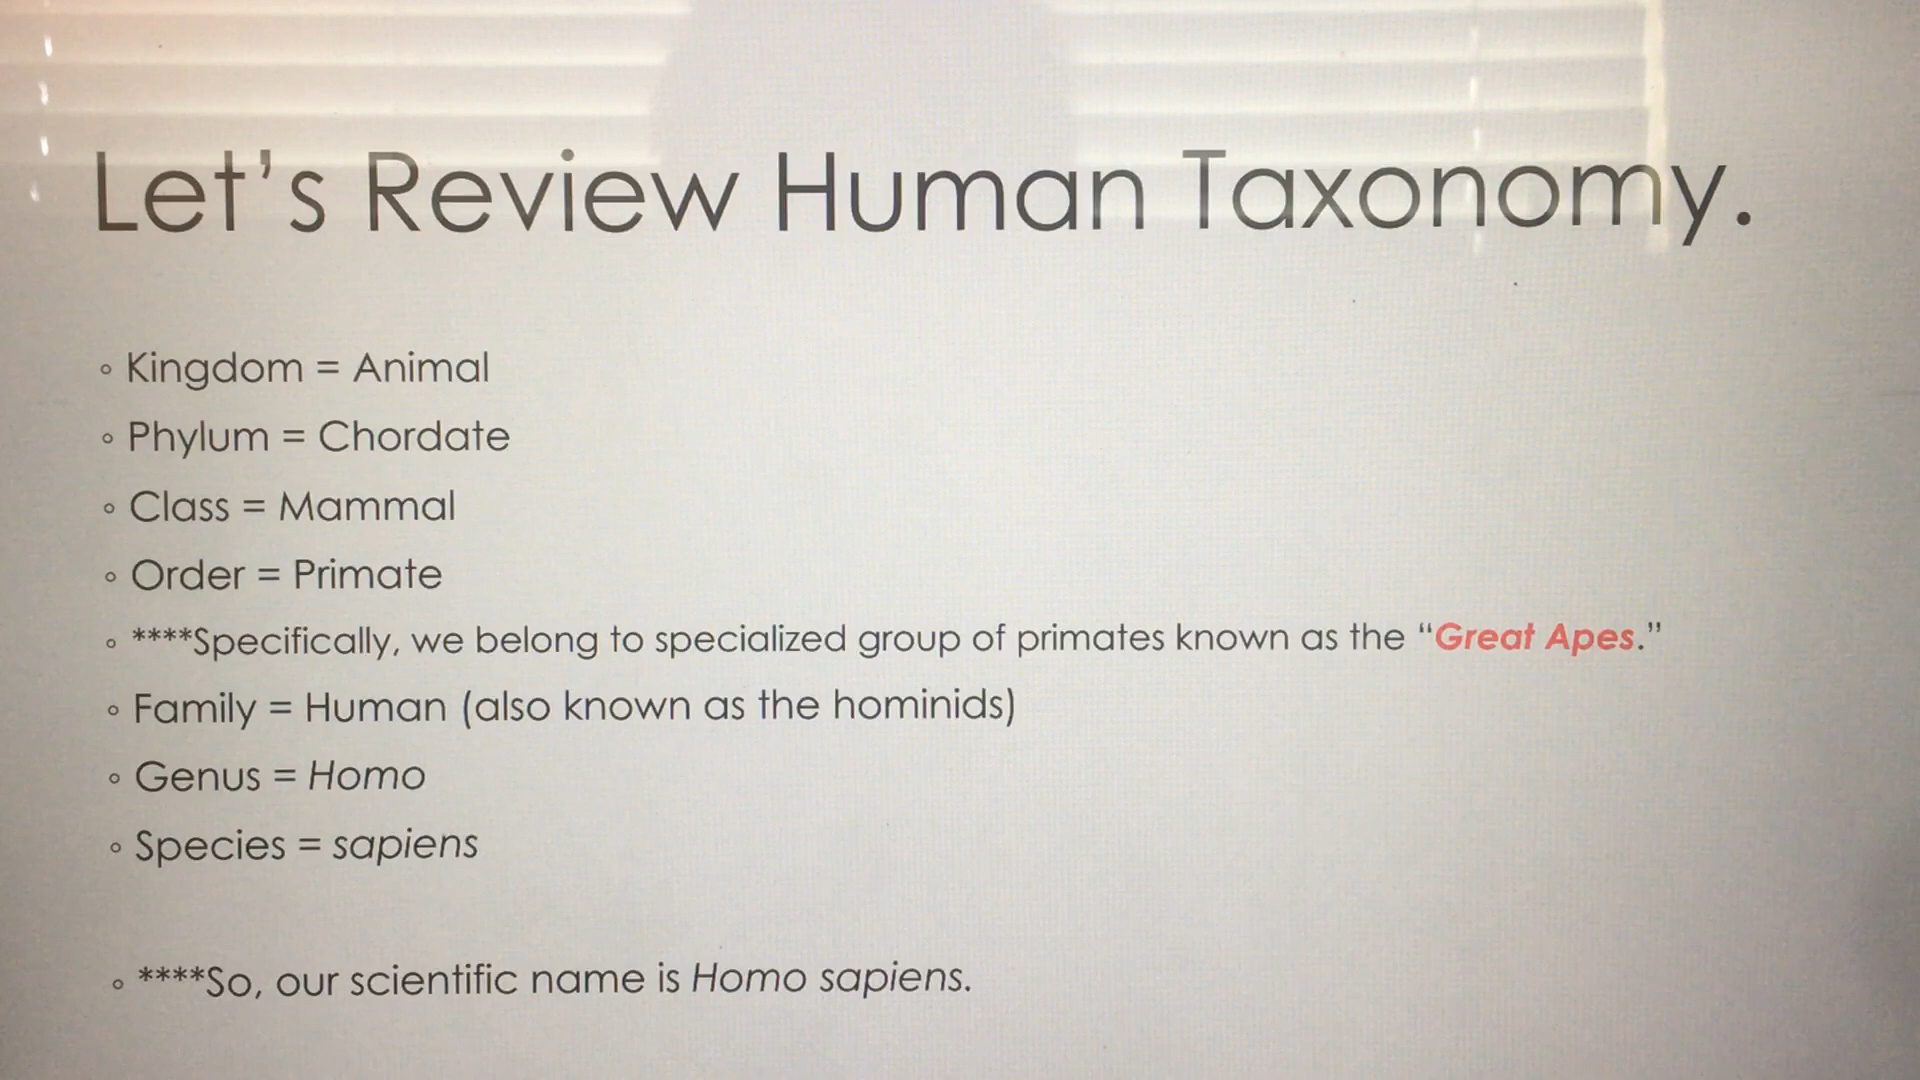 Let's Review Human Taxonomy.
◦ Kingdom = Animal
◦ Phylum = Chordate
◦ Class = Mammal
◦ Order = Primate
◦ ****Specifically, we belong to specialized group of primates known as the “Great Apes.”
◦ Family = Human (also known as the hominids)
◦ Genus = Homo
◦ Species = sapiens
◦ ****So, our scientific name is Homo sapiens.